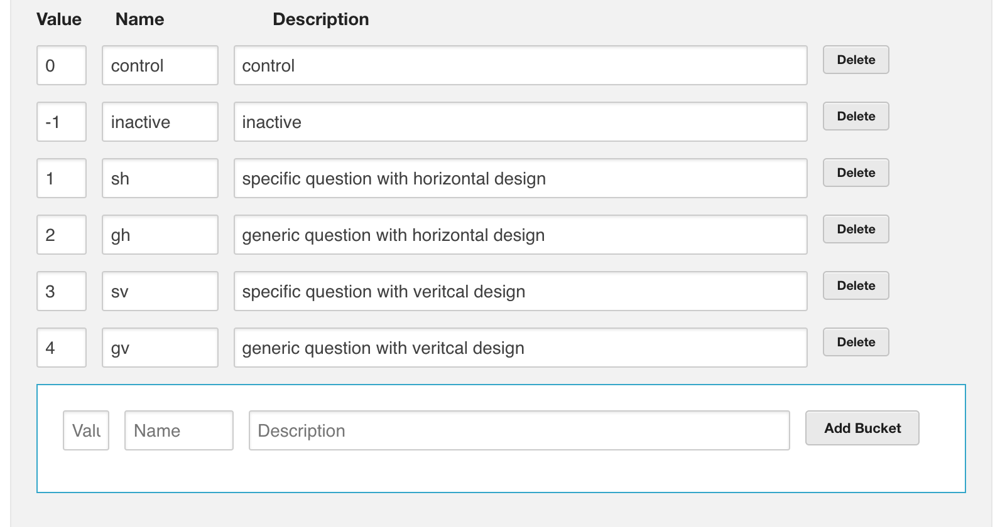 Value Name Description
0 control control Delete
-1 inactive inactive Delete
1 sh specific question with horizontal design Delete
2 gh generic question with horizontal design Delete
3 sv specific question with veritcal design Delete
4 gv generic question with veritcal design Delete
Valu Name Description Add Bucket